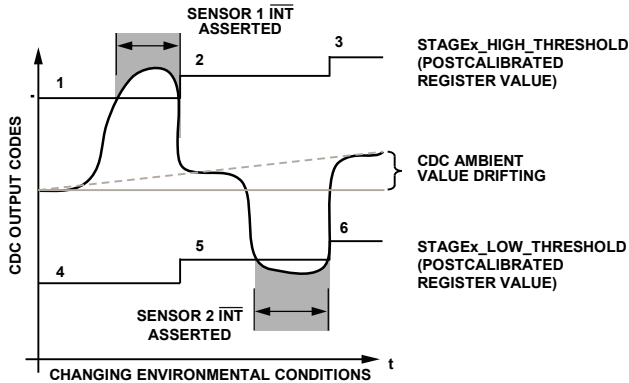 SENSOR 1 INT
ASSERTED
1
2
3
STAGEx_HIGH_THRESHOLD
(POSTCALIBRATED
REGISTER VALUE)
CDC OUTPUT CODES
CDC AMBIENT
VALUE DRIFTING
4
5
6
STAGEx_LOW_THRESHOLD
(POSTCALIBRATED
REGISTER VALUE)
SENSOR 2 INT
ASSERTED
t
CHANGING ENVIRONMENTAL CONDITIONS